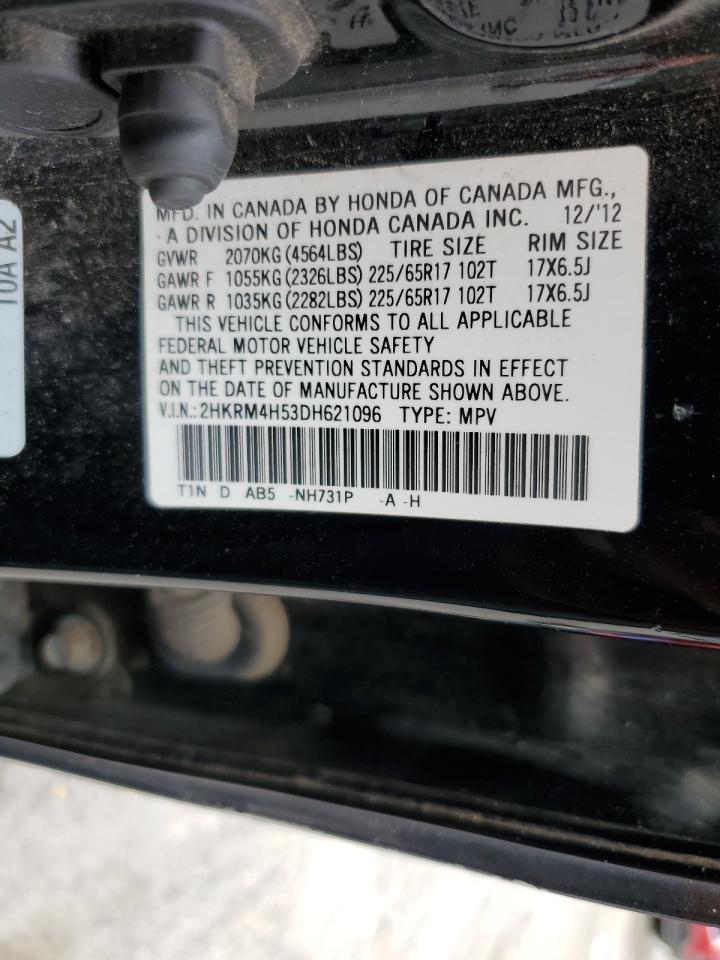 10A A2
MFD. IN CANADA BY HONDA OF CANADA MFG.,
- A DIVISION OF HONDA CANADA INC. 12/'12
GVWR 2070KG (4564LBS) TIRE SIZE RIM SIZE
GAWR F 1055KG (2326LBS) 225/65R17 102T 17X6.5J
GAWR R 1035KG (2282LBS) 225/65R17 102T 17X6.5J
THIS VEHICLE CONFORMS TO ALL APPLICABLE
FEDERAL MOTOR VEHICLE SAFETY
AND THEFT PREVENTION STANDARDS IN EFFECT
ON THE DATE OF MANUFACTURE SHOWN ABOVE.
V.I.N.: 2HKRM4H53DH621096 TYPE: MPV
T1N D AB5 -NH731P -A -H